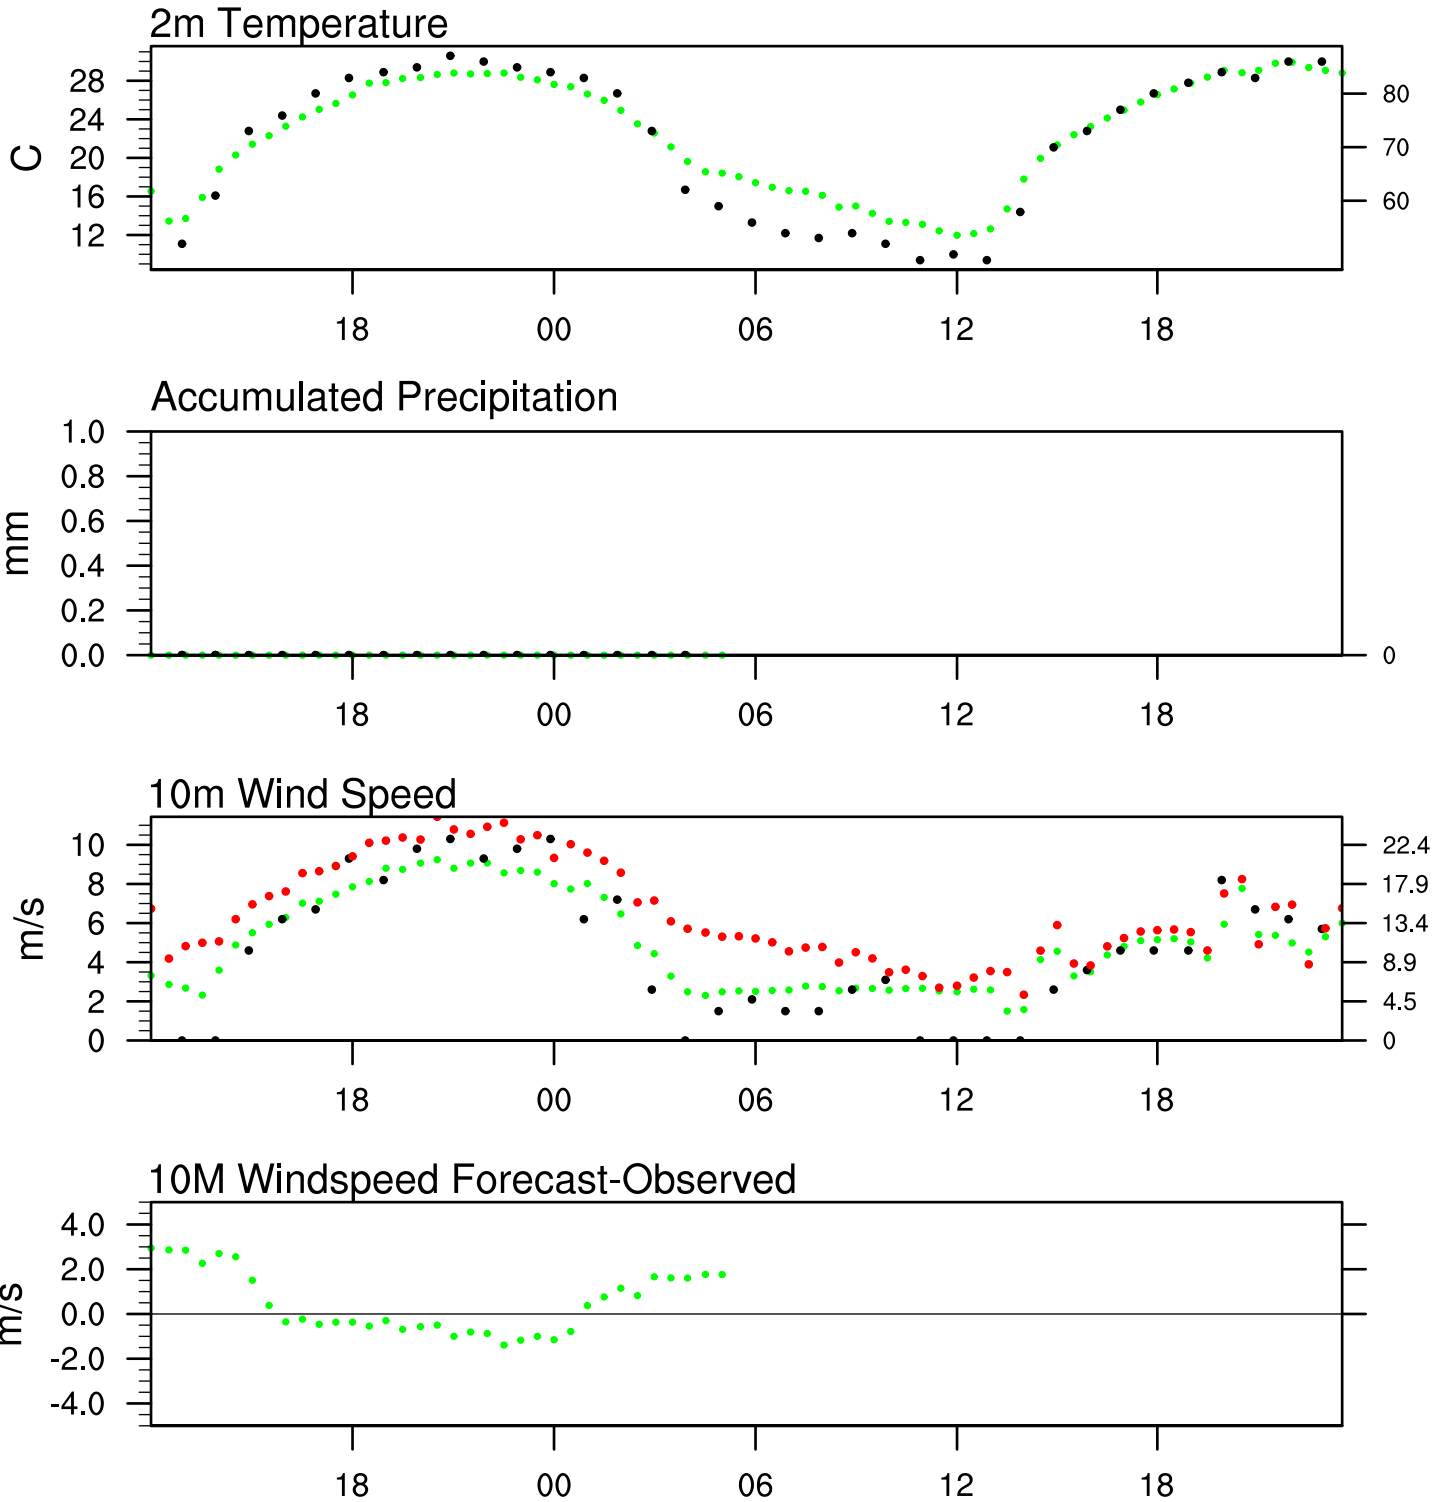 2m Temperature
C
28
24
20
16
12
80
70
60
18 00 06 12 18
Accumulated Precipitation
mm
1.0
0.8
0.6
0.4
0.2
0.0
0
18 00 06 12 18
10m Wind Speed
m/s
10
8
6
4
2
0
22.4
17.9
13.4
8.9
4.5
0
18 00 06 12 18
10M Windspeed Forecast-Observed
m/s
4.0
2.0
0.0
-2.0
-4.0
18 00 06 12 18